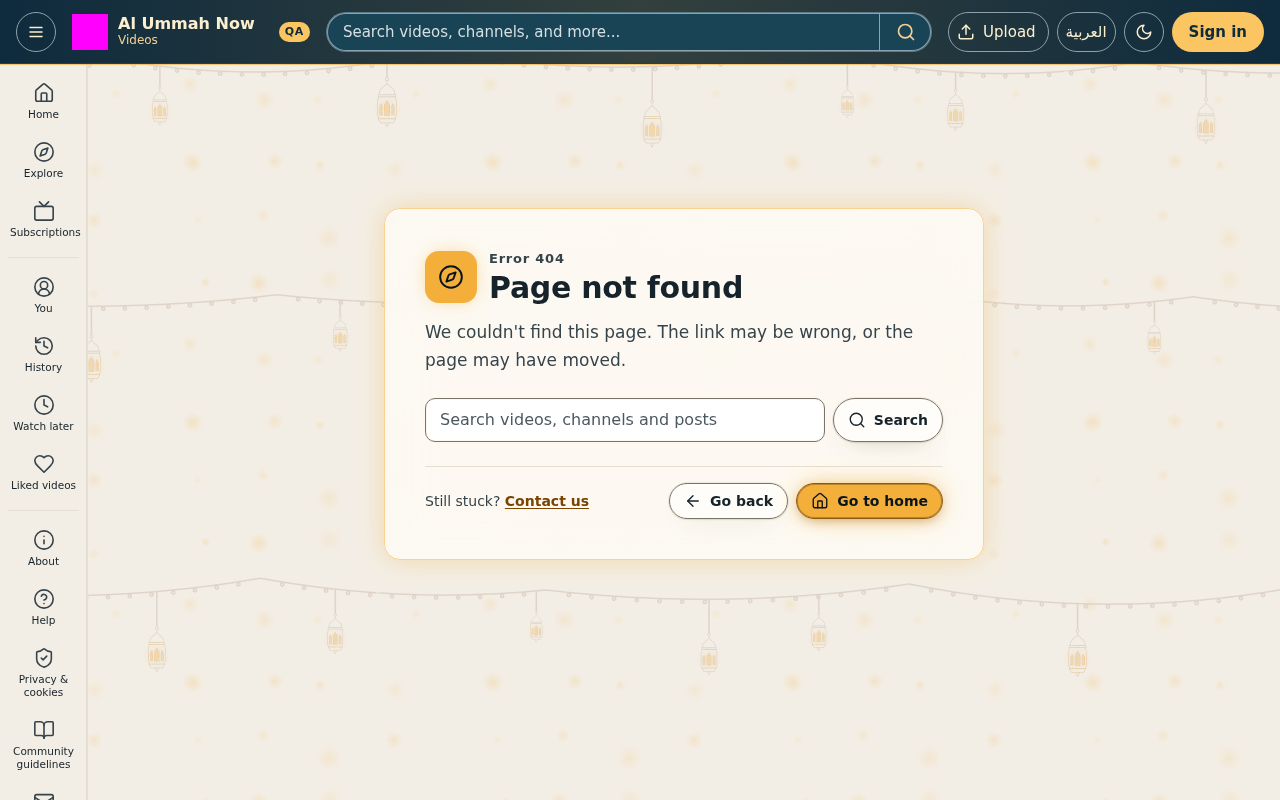 Al Ummah Now
Videos
QA
Search videos, channels, and more...
Upload
العربية
Sign in
Home
Explore
Subscriptions
You
History
Watch later
Liked videos
About
Help
Privacy &
cookies
Community
guidelines
Error 404
Page not found
We couldn't find this page. The link may be wrong, or the
page may have moved.
Search videos, channels and posts
Search
Still stuck? Contact us
Go back
Go to home